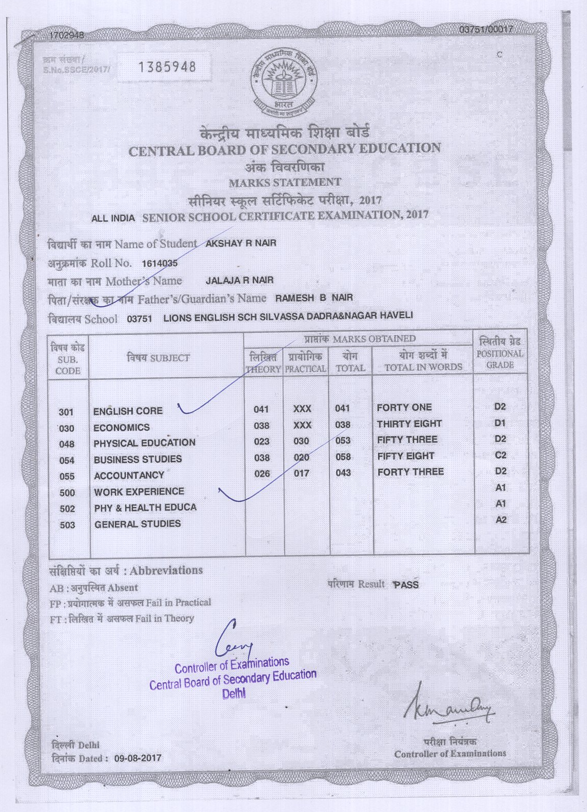 1702948
03751/00017
C
क्रम संख्या/
S.No.SSCE/2017/ 1385948
भारत
केन्द्रीय माध्यमिक शिक्षा बोर्ड
CENTRAL BOARD OF SECONDARY EDUCATION
अंक विवरणिका
MARKS STATEMENT
सीनियर स्कूल सर्टिफिकेट परीक्षा, 2017
ALL INDIA SENIOR SCHOOL CERTIFICATE EXAMINATION, 2017
विद्यार्थी का नाम Name of Student AKSHAY R NAIR
अनुक्रमांक Roll No. 1614035
माता का नाम Mother's Name JALAJA R NAIR
पिता/संरक्षक का नाम Father's/Guardian's Name RAMESH B NAIR
विद्यालय School 03751 LIONS ENGLISH SCH SILVASSA DADRA&NAGAR HAVELI
विषय कोड SUB. CODE
विषय SUBJECT
प्राप्तांक MARKS OBTAINED
लिखित THEORY
प्रायोगिक PRACTICAL
योग TOTAL
योग शब्दों में TOTAL IN WORDS
स्थितीय ग्रेड POSITIONAL GRADE
301 ENGLISH CORE 041 XXX 041 FORTY ONE D2
030 ECONOMICS 038 XXX 038 THIRTY EIGHT D1
048 PHYSICAL EDUCATION 023 030 053 FIFTY THREE D2
054 BUSINESS STUDIES 038 020 058 FIFTY EIGHT C2
055 ACCOUNTANCY 026 017 043 FORTY THREE D2
500 WORK EXPERIENCE A1
502 PHY & HEALTH EDUCA A1
503 GENERAL STUDIES A2
संक्षिप्तियों का अर्थ : Abbreviations
AB : अनुपस्थित Absent
परिणाम Result PASS
FP : प्रयोगात्मक में असफल Fail in Practical
FT : लिखित में असफल Fail in Theory
Controller of Examinations
Central Board of Secondary Education
Delhi
दिल्ली Delhi
दिनांक Dated : 09-08-2017
परीक्षा नियंत्रक
Controller of Examinations